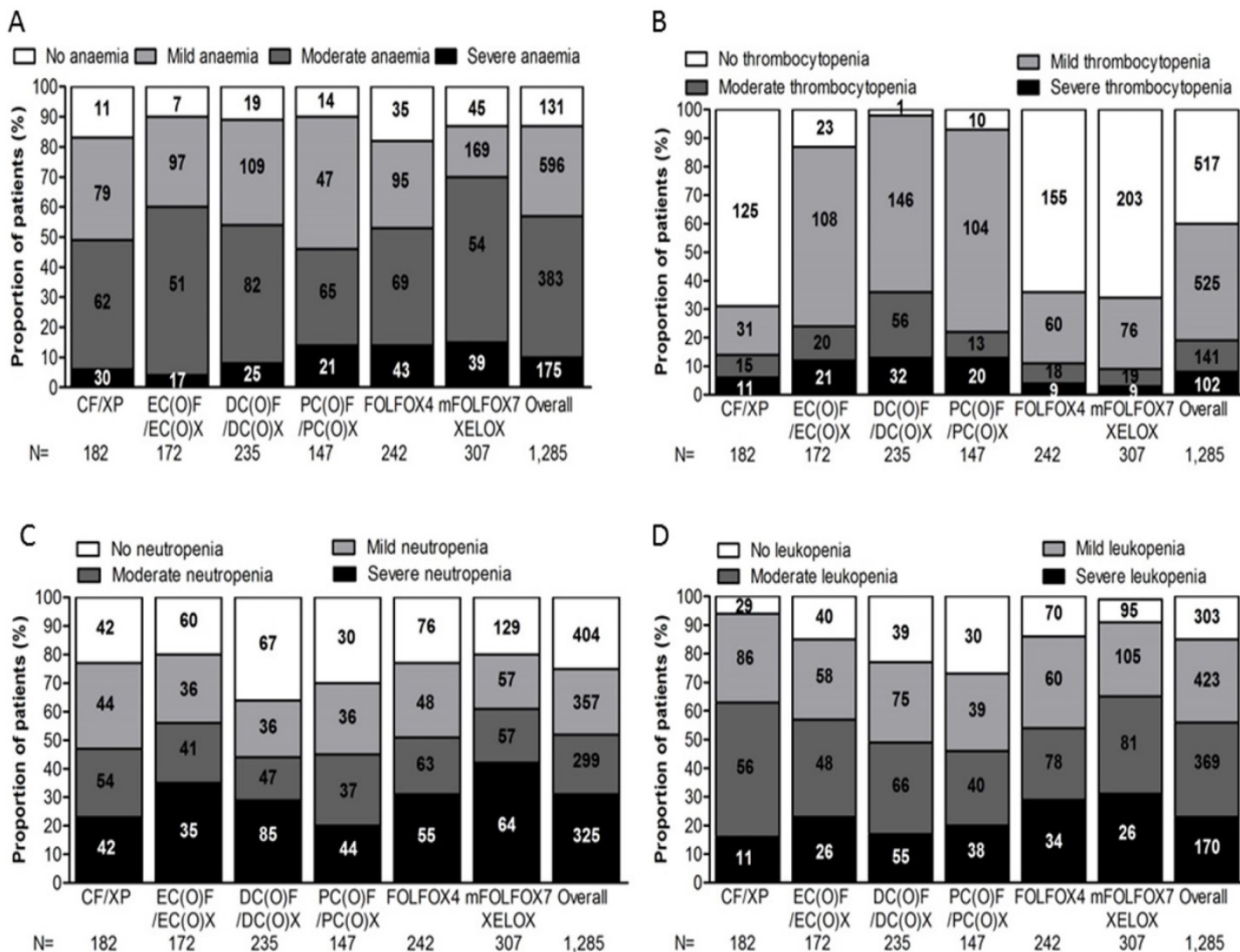 A
No anaemia Mild anaemia Moderate anaemia Severe anaemia
Proportion of patients (%)
100
90
80
70
60
50
40
30
20
10
0
11 7 19 14 35 45 131
79 97 109 47 95 169 596
62 51 82 65 69 54 383
30 17 25 21 43 39 175
CF/XP EC(O)F DC(O)F PC(O)F FOLFOX4 mFOLFOX7 Overall
/EC(O)X /DC(O)X /PC(O)X XELOX
N= 182 172 235 147 242 307 1,285
B
No thrombocytopenia Mild thrombocytopenia
Moderate thrombocytopenia Severe thrombocytopenia
Proportion of patients (%)
100
90
80
70
60
50
40
30
20
10
0
125 23 1 10 155 203 517
31 108 146 104 60 76 525
15 20 56 13 18 19 141
11 21 32 20 9 9 102
CF/XP EC(O)F DC(O)F PC(O)F FOLFOX4 mFOLFOX7 Overall
/EC(O)X /DC(O)X /PC(O)X XELOX
N= 182 172 235 147 242 307 1,285
C
No neutropenia Mild neutropenia
Moderate neutropenia Severe neutropenia
Proportion of patients (%)
100
90
80
70
60
50
40
30
20
10
0
42 60 67 30 76 129 404
44 36 36 36 48 57 357
54 41 47 37 63 57 299
42 35 85 44 55 64 325
CF/XP EC(O)F DC(O)F PC(O)F FOLFOX4 mFOLFOX7 Overall
/EC(O)X /DC(O)X /PC(O)X XELOX
N= 182 172 235 147 242 307 1,285
D
No leukopenia Mild leukopenia
Moderate leukopenia Severe leukopenia
Proportion of patients (%)
100
90
80
70
60
50
40
30
20
10
0
29 40 39 30 70 95 303
86 58 75 39 60 105 423
56 48 66 40 78 81 369
11 26 55 38 34 26 170
CF/XP EC(O)F DC(O)F PC(O)F FOLFOX4 mFOLFOX7 Overall
/EC(O)X /DC(O)X /PC(O)X XELOX
N= 182 172 235 147 242 307 1,285